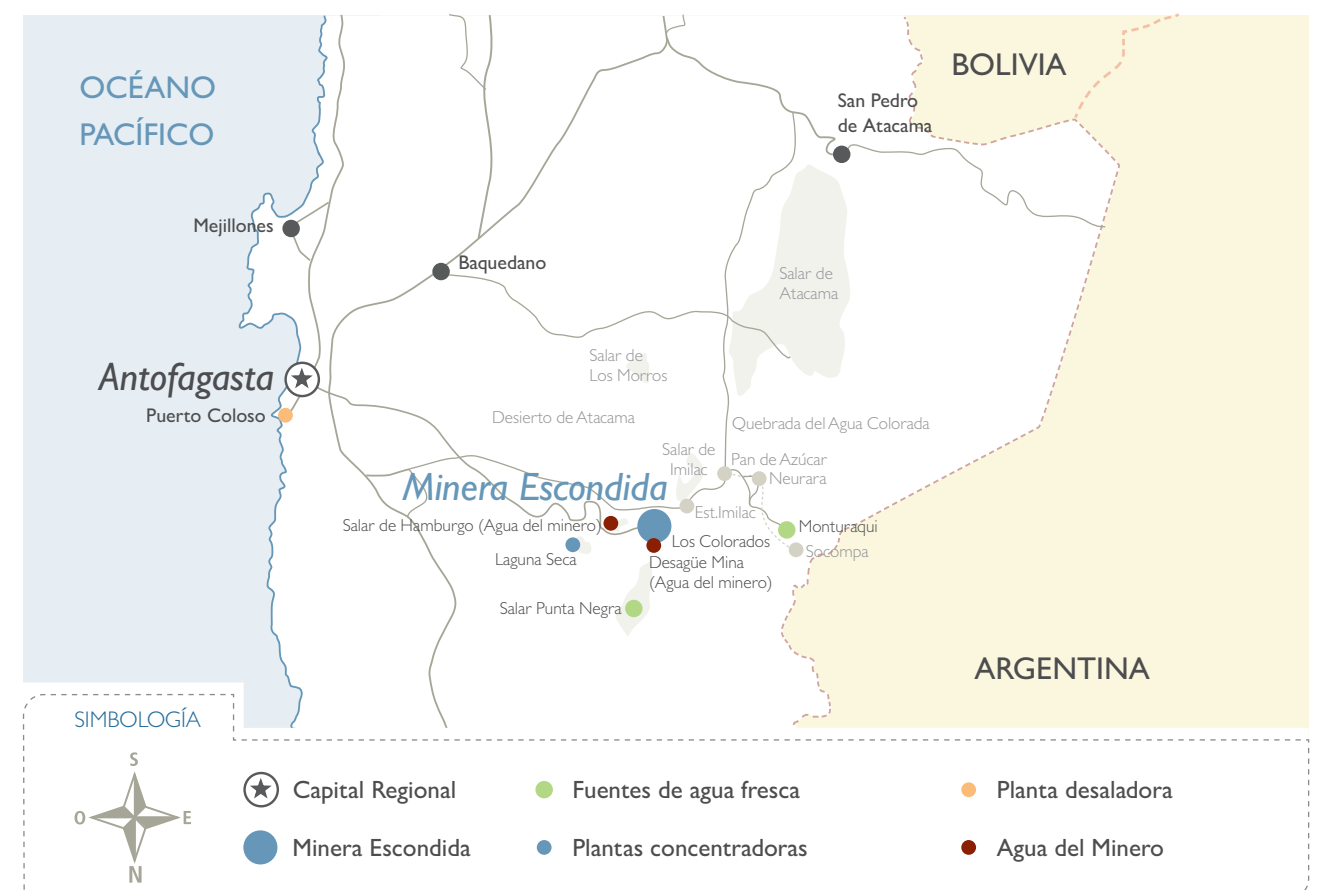 OCÉANO
PACÍFICO
BOLIVIA
San Pedro
de Atacama
Mejillones
Baquedano
Salar de
Atacama
Salar de
Los Morros
Antofagasta
Puerto Coloso
Desierto de Atacama
Quebrada del Agua Colorada
Salar de
Imilac
Pan de Azúcar
Neurara
Minera Escondida
Est.Imilac
Salar de Hamburgo (Agua del minero)
Monturaqui
Los Colorados
Socompa
Laguna Seca
Desagüe Mina
(Agua del minero)
Salar Punta Negra
ARGENTINA
SIMBOLOGÍA
S
O
E
N
Capital Regional
Fuentes de agua fresca
Planta desaladora
Minera Escondida
Plantas concentradoras
Agua del Minero